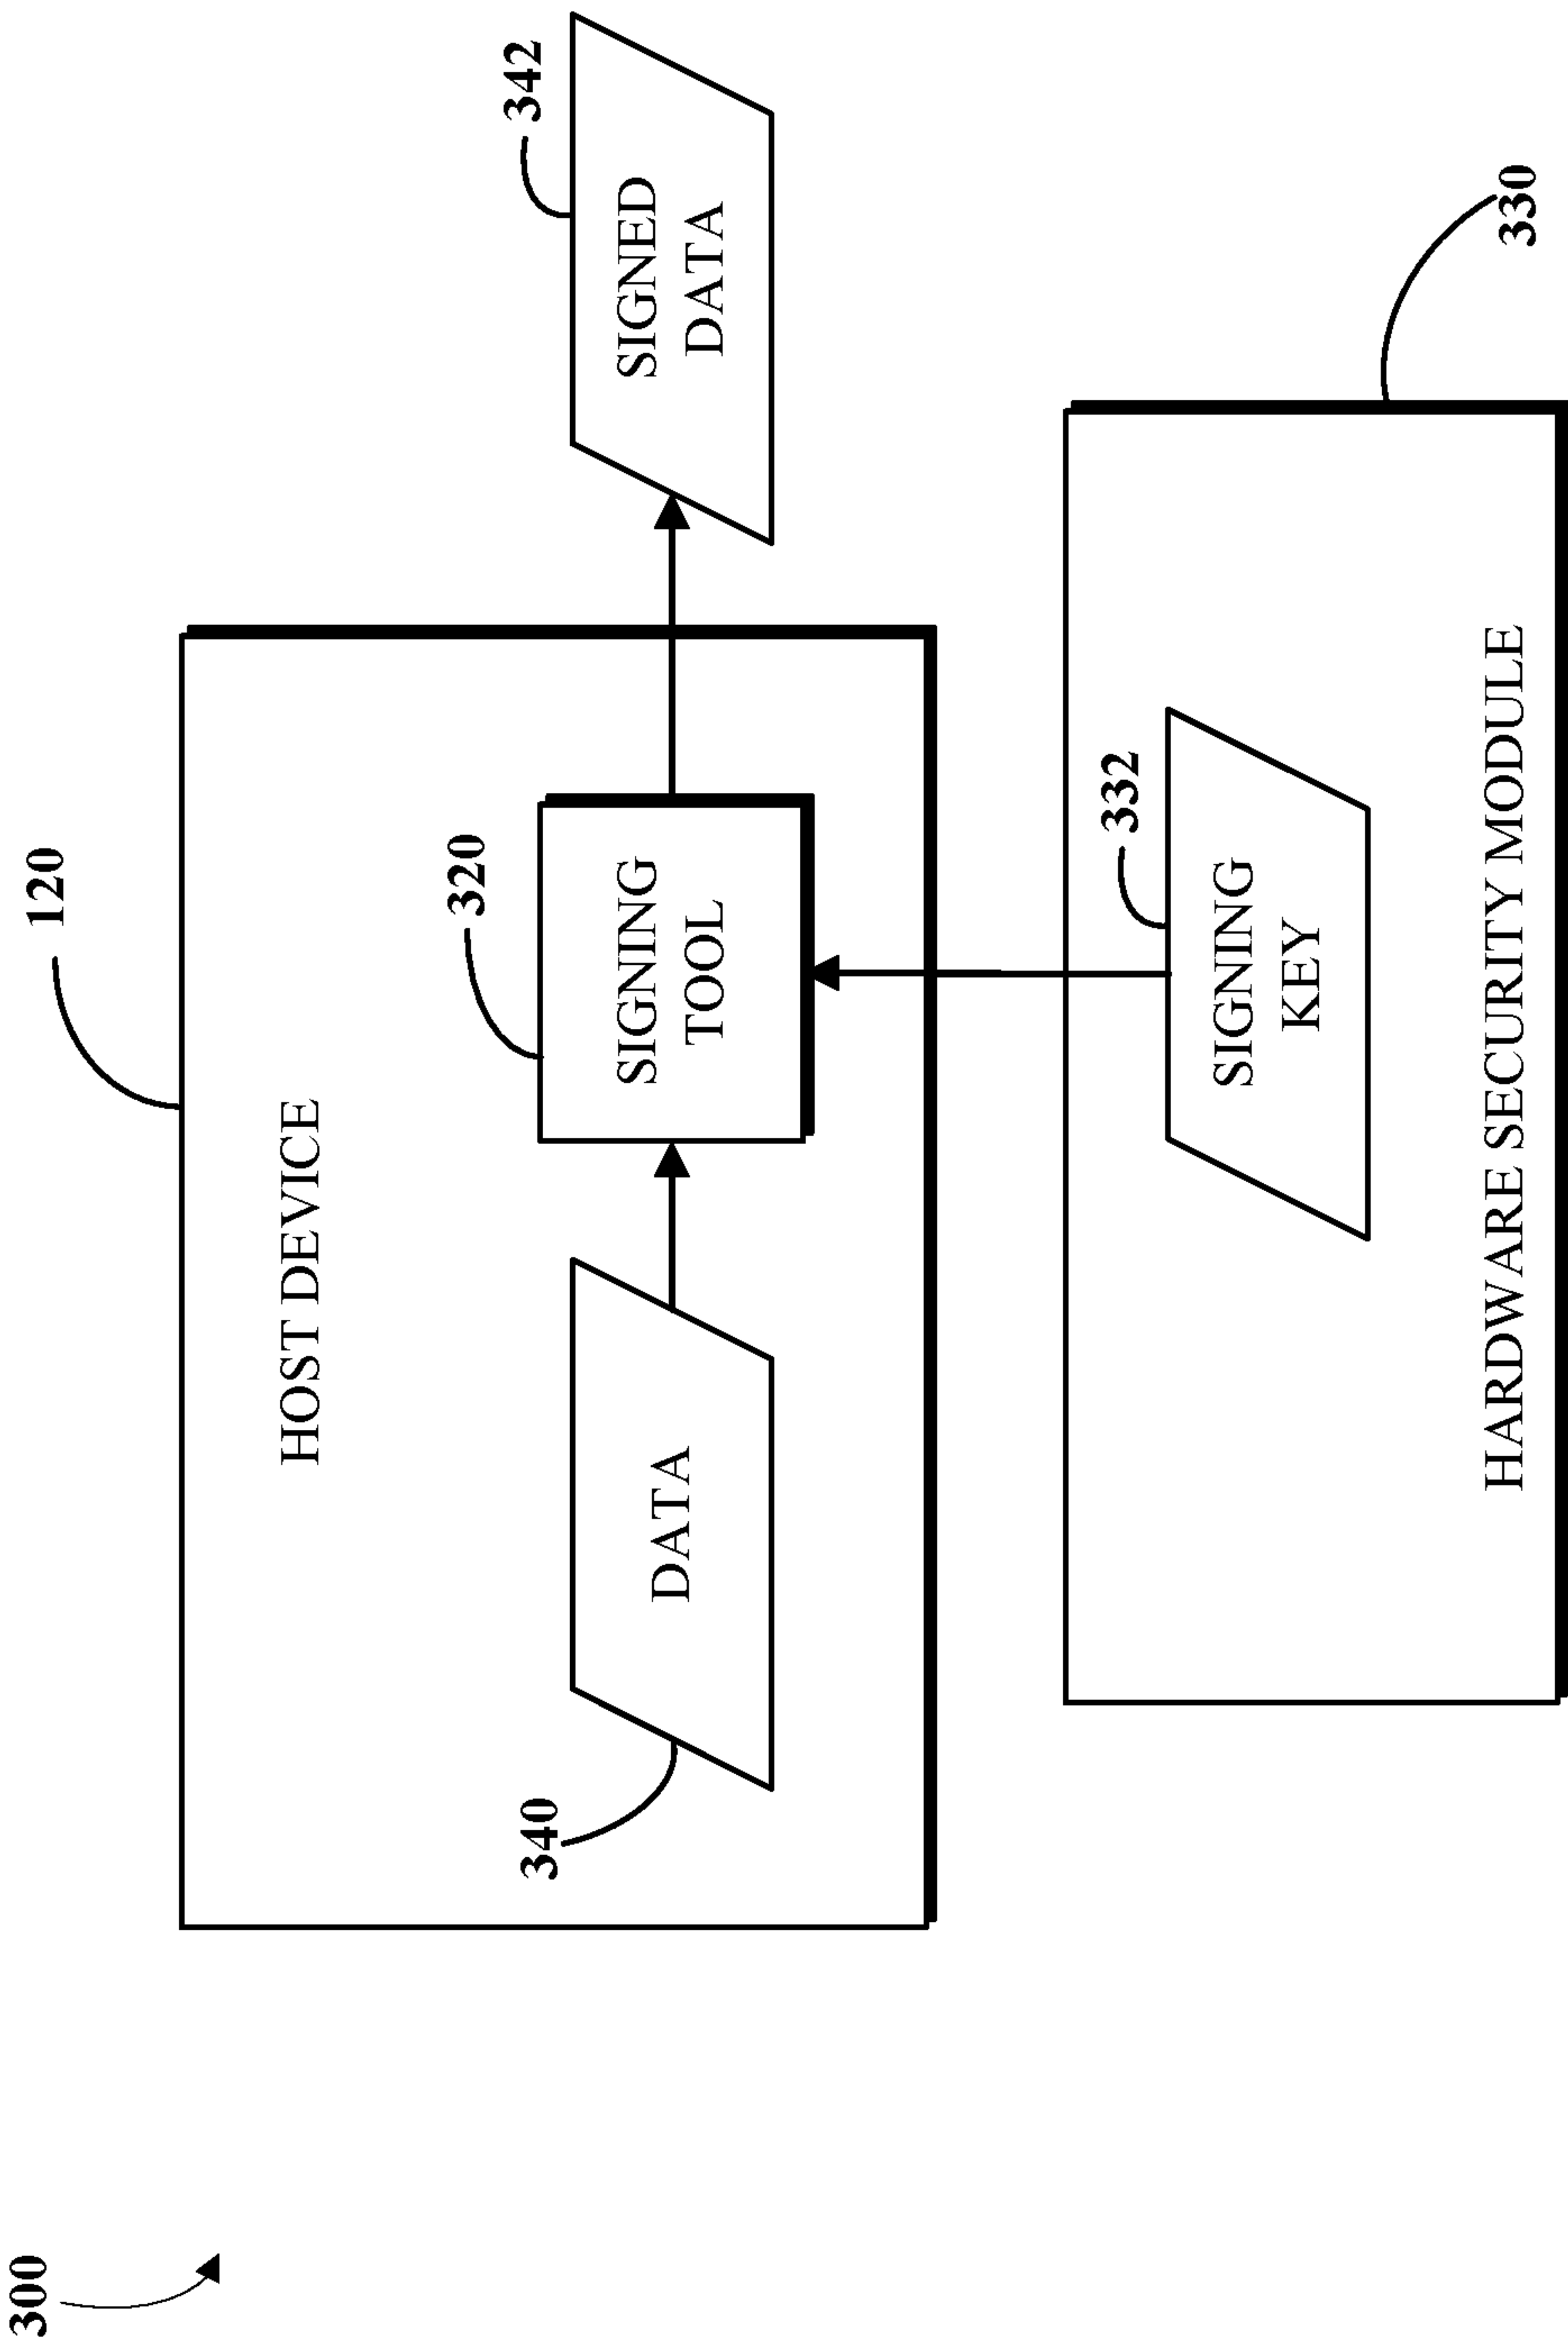 300
120
HOST DEVICE
340
DATA
320
SIGNING
TOOL
342
SIGNED
DATA
332
SIGNING
KEY
HARDWARE SECURITY MODULE
330